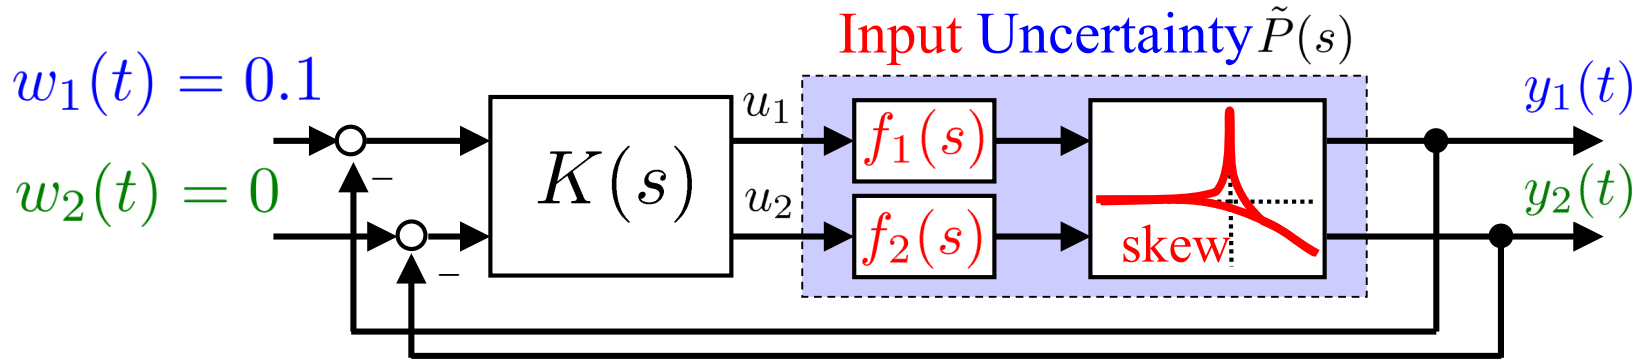 Input Uncertainty P̃(s)
w₁(t) = 0.1
u₁
f₁(s)
y₁(t)
−
K(s)
w₂(t) = 0
u₂
f₂(s)
skew
y₂(t)
−